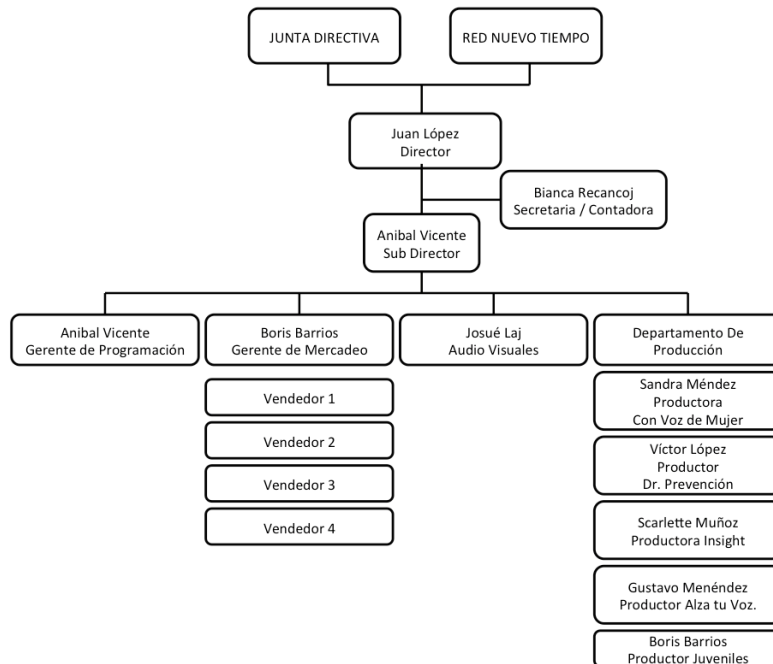 JUNTA DIRECTIVA
RED NUEVO TIEMPO
Juan López
Director
Bianca Recancoj
Secretaria / Contadora
Anibal Vicente
Sub Director
Anibal Vicente
Gerente de Programación
Boris Barrios
Gerente de Mercadeo
Josué Laj
Audio Visuales
Departamento De
Producción
Vendedor 1
Vendedor 2
Vendedor 3
Vendedor 4
Sandra Méndez
Productora
Con Voz de Mujer
Víctor López
Productor
Dr. Prevención
Scarlette Muñoz
Productora Insight
Gustavo Menéndez
Productor Alza tu Voz.
Boris Barrios
Productor Juveniles